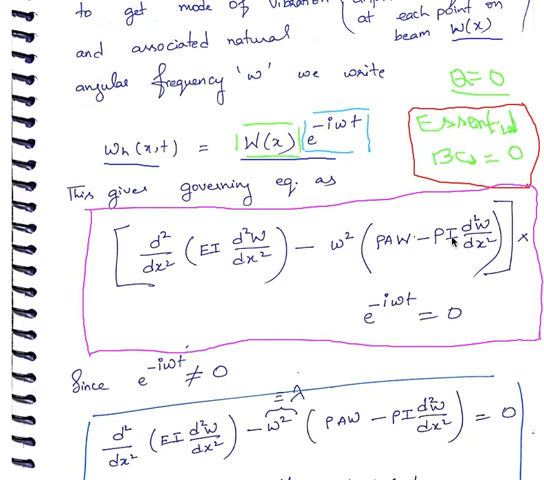 to get mode of vibration
at each point on
and associated natural
beam W(x)
angular frequency 'ω' we write
Q=0
Essential
BCs = 0
w_h(x,t) = W(x) e^{-iωt}
This gives governing eq. as
[ d²/dx² (EI d²W/dx²) - ω² (ρAW - ρI d²W/dx²) ] ×
e^{-iωt} = 0
Since e^{-iωt} ≠ 0
= λ
d²/dx² (EI d²W/dx²) - ω² (ρAW - ρI d²W/dx²) = 0